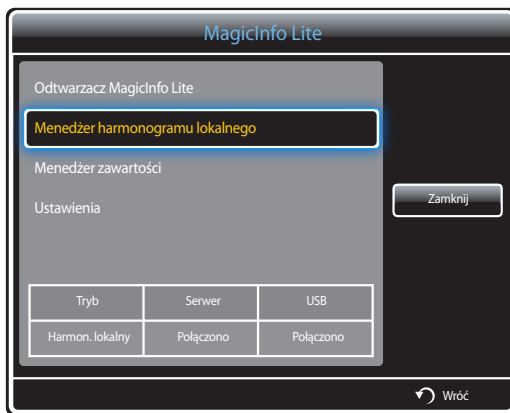 MagicInfo Lite
Odtwarzacz MagicInfo Lite
Menedżer harmonogramu lokalnego
Menedżer zawartości
Ustawienia
Zamknij
Tryb Serwer USB
Harmon. lokalny Połączono Połączono
Wróć